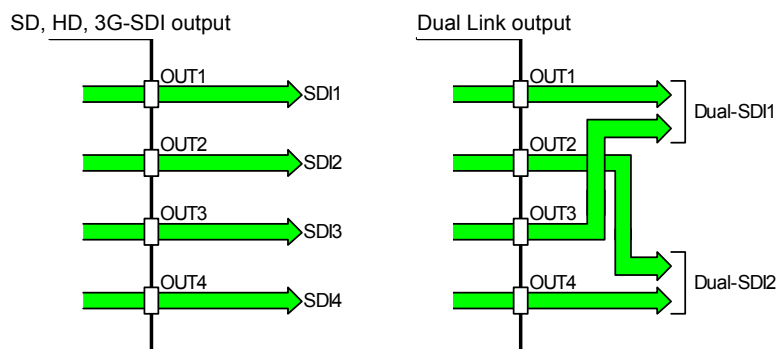 SD, HD, 3G-SDI output
OUT1
SDI1
OUT2
SDI2
OUT3
SDI3
OUT4
SDI4
Dual Link output
OUT1
Dual-SDI1
OUT2
OUT3
OUT4
Dual-SDI2